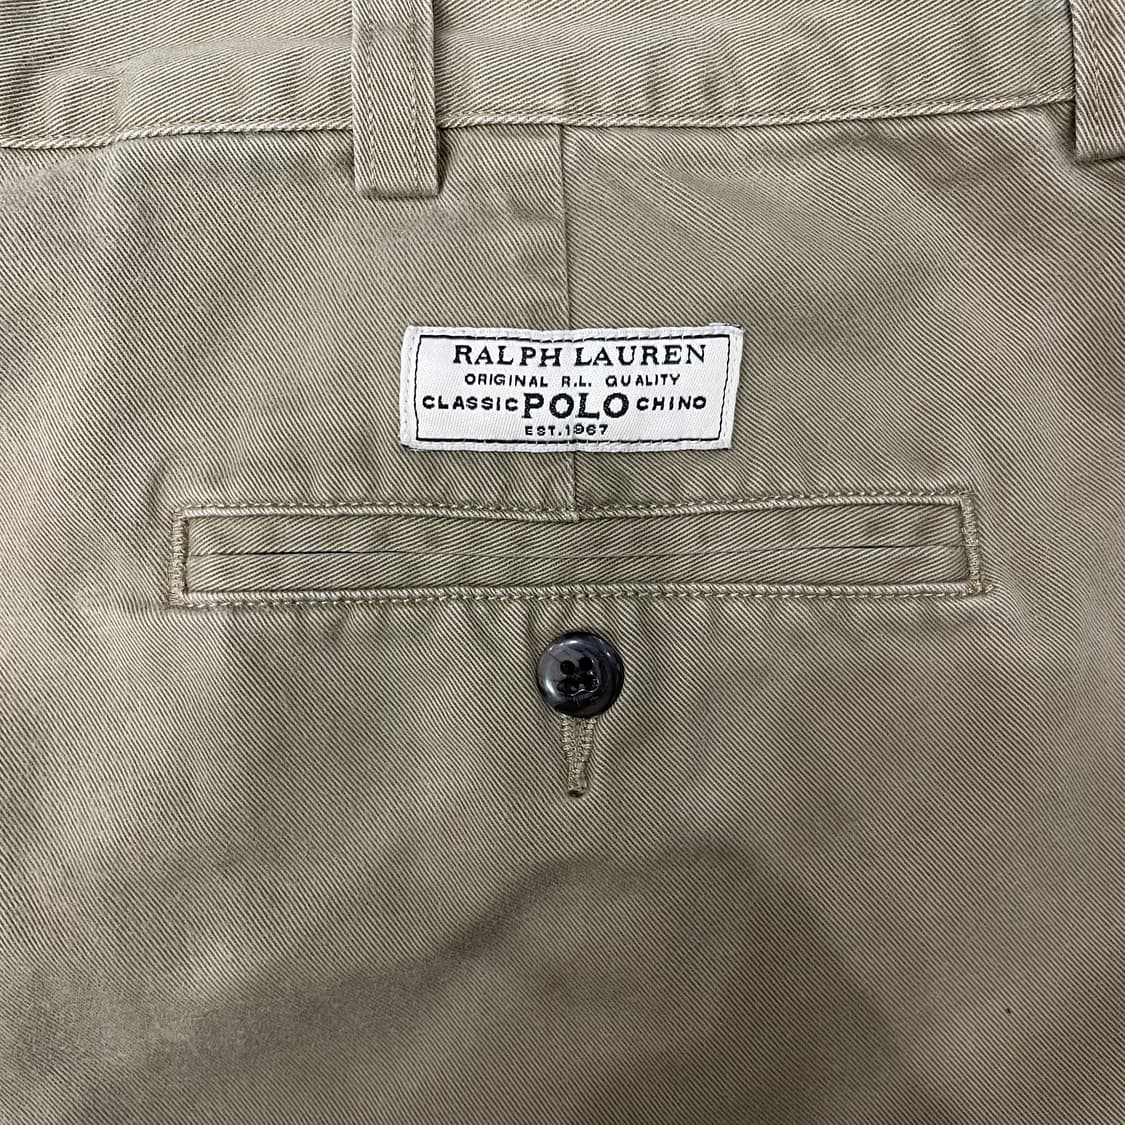 RALPH LAUREN
ORIGINAL R.L. QUALITY
CLASSIC POLO CHINO
EST. 1967